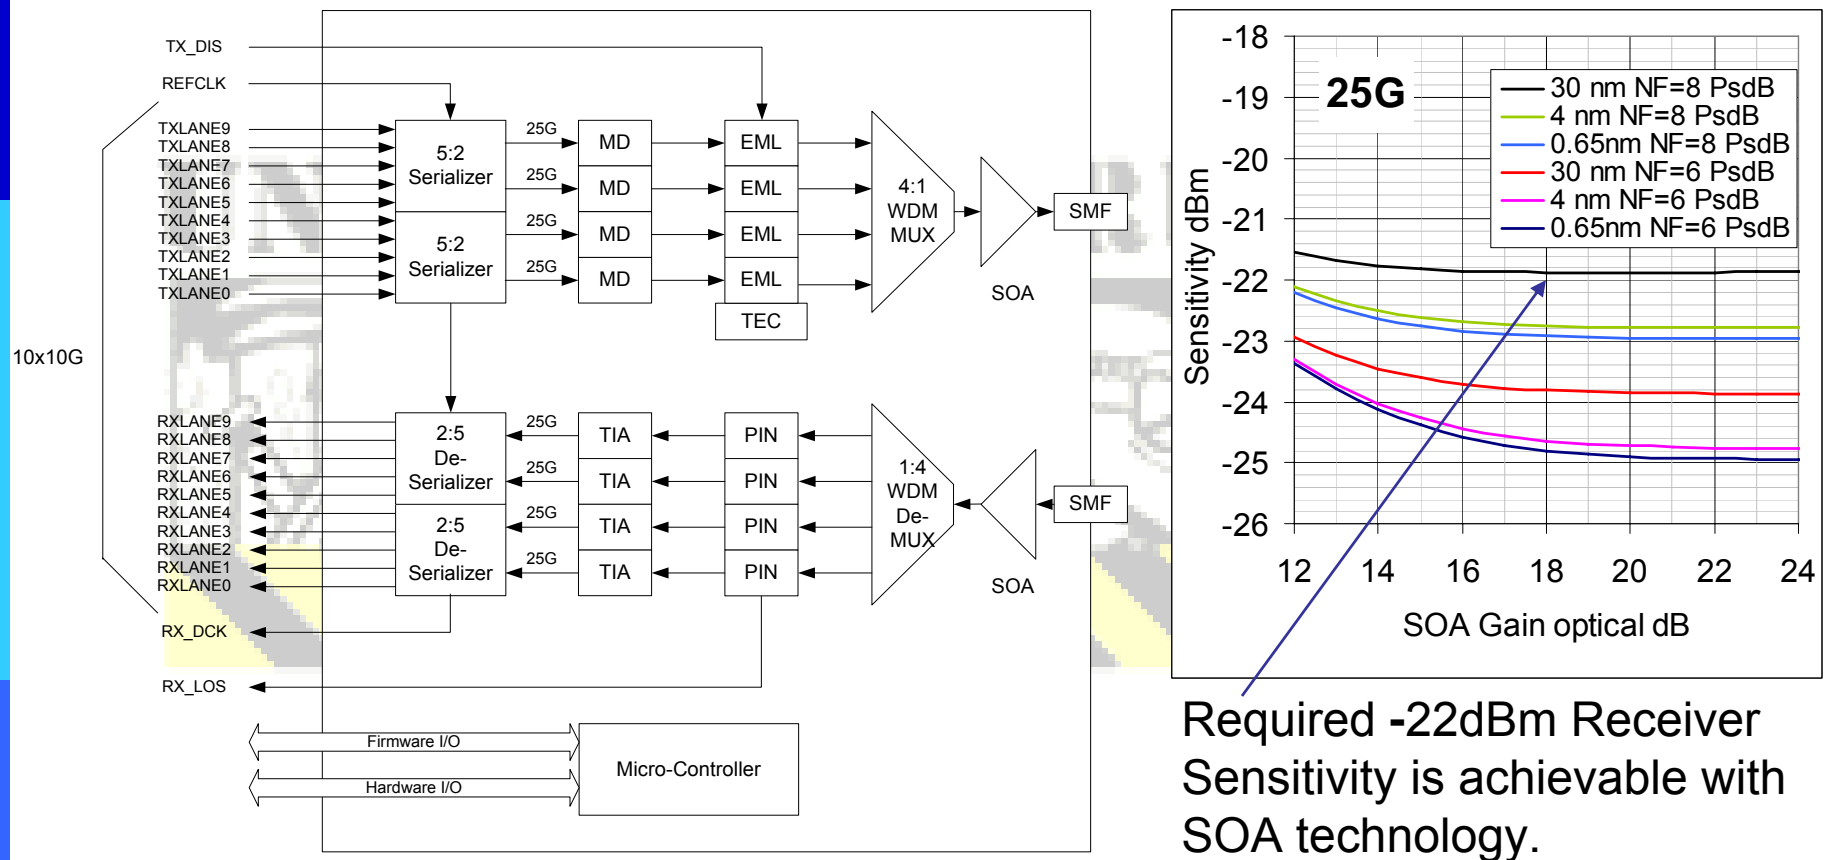 TX_DIS
REFCLK
TXLANE9
TXLANE8
TXLANE7
TXLANE6
TXLANE5
TXLANE4
TXLANE3
TXLANE2
TXLANE1
TXLANE0
10x10G
5:2
Serializer
5:2
Serializer
25G
25G
25G
25G
MD
MD
MD
MD
EML
EML
EML
EML
TEC
4:1
WDM
MUX
SOA
SMF
RXLANE9
RXLANE8
RXLANE7
RXLANE6
RXLANE5
RXLANE4
RXLANE3
RXLANE2
RXLANE1
RXLANE0
RX_DCK
RX_LOS
2:5
De-
Serializer
2:5
De-
Serializer
25G
25G
25G
25G
TIA
TIA
TIA
TIA
PIN
PIN
PIN
PIN
1:4
WDM
De-
MUX
SOA
SMF
Firmware I/O
Hardware I/O
Micro-Controller
25G
30 nm NF=8 PsdB
4 nm NF=8 PsdB
0.65nm NF=8 PsdB
30 nm NF=6 PsdB
4 nm NF=6 PsdB
0.65nm NF=6 PsdB
Sensitivity dBm
-18
-19
-20
-21
-22
-23
-24
-25
-26
12 14 16 18 20 22 24
SOA Gain optical dB
Required -22dBm Receiver
Sensitivity is achievable with
SOA technology.